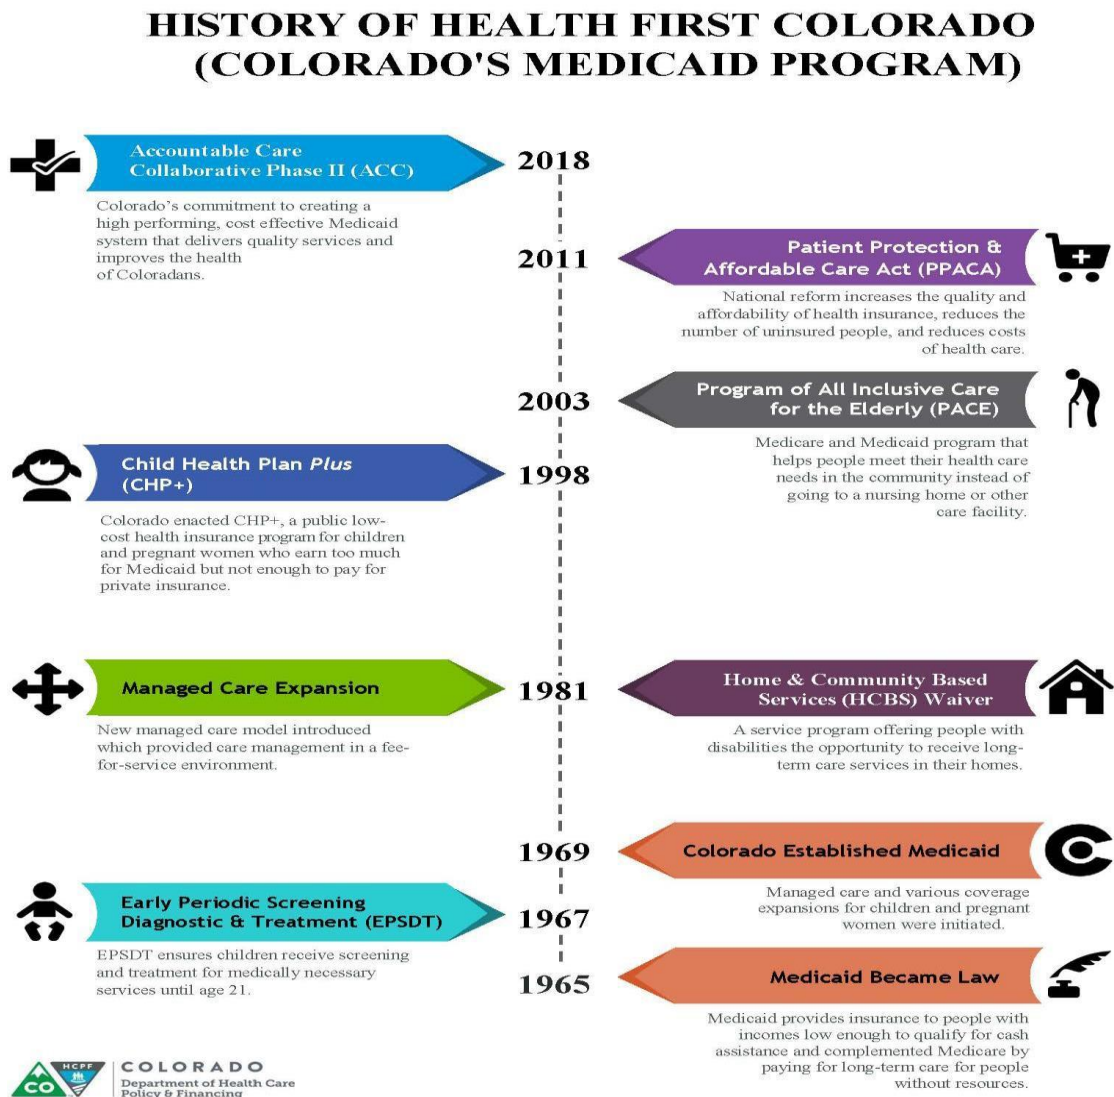 HISTORY OF HEALTH FIRST COLORADO
(COLORADO'S MEDICAID PROGRAM)
Accountable Care
Collaborative Phase II (ACC)
2018
Colorado's commitment to creating a
high performing, cost effective Medicaid
system that delivers quality services and
improves the health
of Coloradans.
2011
Patient Protection &
Affordable Care Act (PPACA)
National reform increases the quality and
affordability of health insurance, reduces the
number of uninsured people, and reduces costs
of health care.
2003
Program of All Inclusive Care
for the Elderly (PACE)
Medicare and Medicaid program that
helps people meet their health care
needs in the community instead of
going to a nursing home or other
care facility.
Child Health Plan Plus
(CHP+)
1998
Colorado enacted CHP+, a public low-
cost health insurance program for children
and pregnant women who earn too much
for Medicaid but not enough to pay for
private insurance.
Managed Care Expansion
1981
New managed care model introduced
which provided care management in a fee-
for-service environment.
Home & Community Based
Services (HCBS) Waiver
A service program offering people with
disabilities the opportunity to receive long-
term care services in their homes.
1969
Colorado Established Medicaid
Managed care and various coverage
expansions for children and pregnant
women were initiated.
Early Periodic Screening
Diagnostic & Treatment (EPSDT)
1967
EPSDT ensures children receive screening
and treatment for medically necessary
services until age 21.
1965
Medicaid Became Law
Medicaid provides insurance to people with
incomes low enough to qualify for cash
assistance and complemented Medicare by
paying for long-term care for people
without resources.
CO
HCPF
COLORADO
Department of Health Care
Policy & Financing